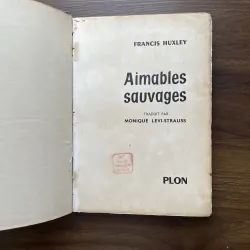 FRANCIS HUXLEY
Aimables
sauvages
TRADUIT PAR
MONIQUE LEVI-STRAUSS
PLON